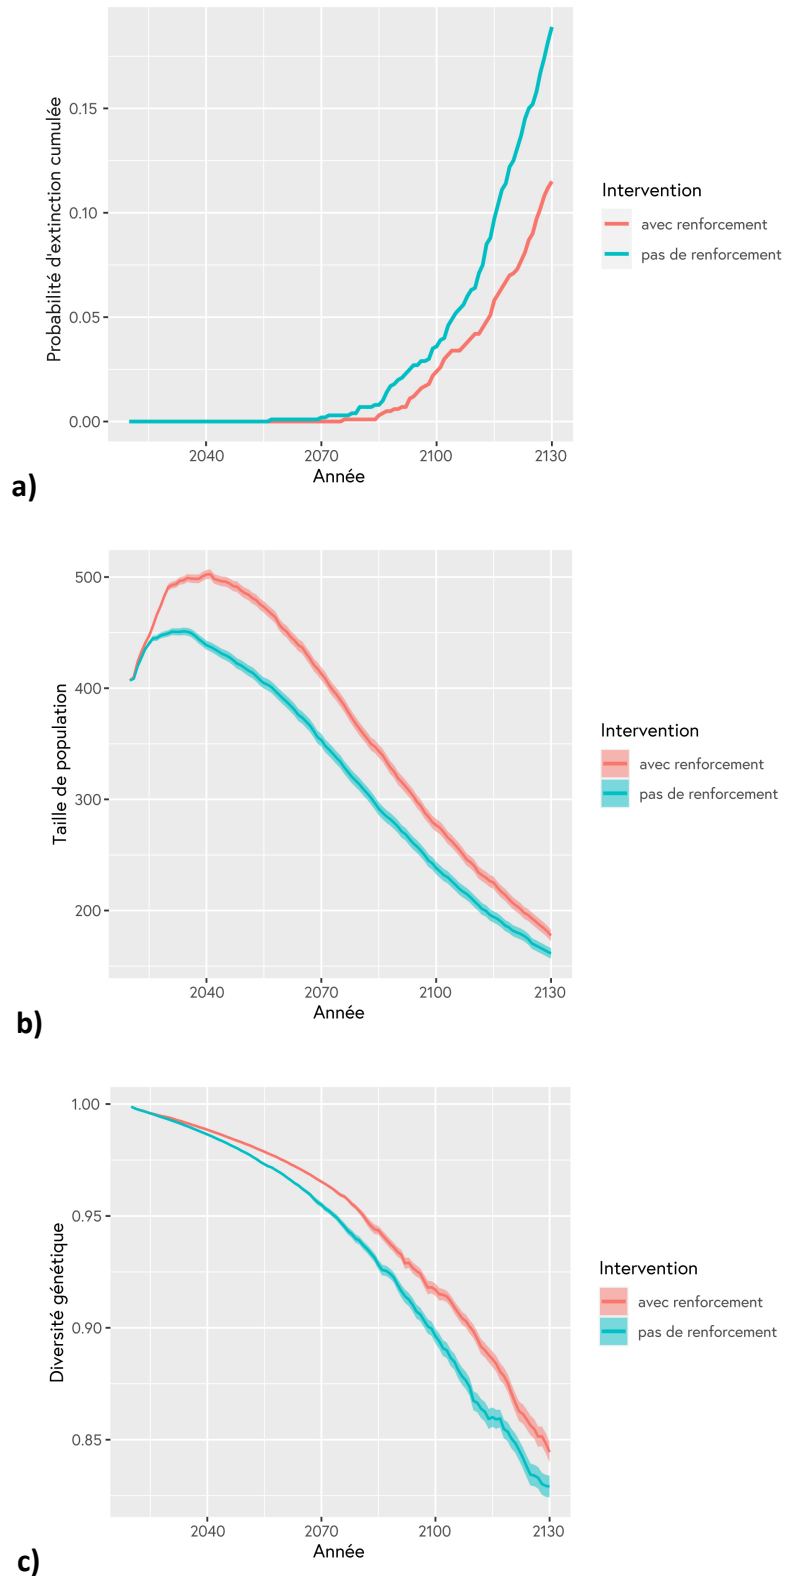 Probabilité d'extinction cumulée
0.15
0.10
0.05
0.00
2040 2070 2100 2130
Année
Intervention
avec renforcement
pas de renforcement
a)
Taille de population
500
400
300
200
2040 2070 2100 2130
Année
Intervention
avec renforcement
pas de renforcement
b)
Diversité génétique
1.00
0.95
0.90
0.85
2040 2070 2100 2130
Année
Intervention
avec renforcement
pas de renforcement
c)